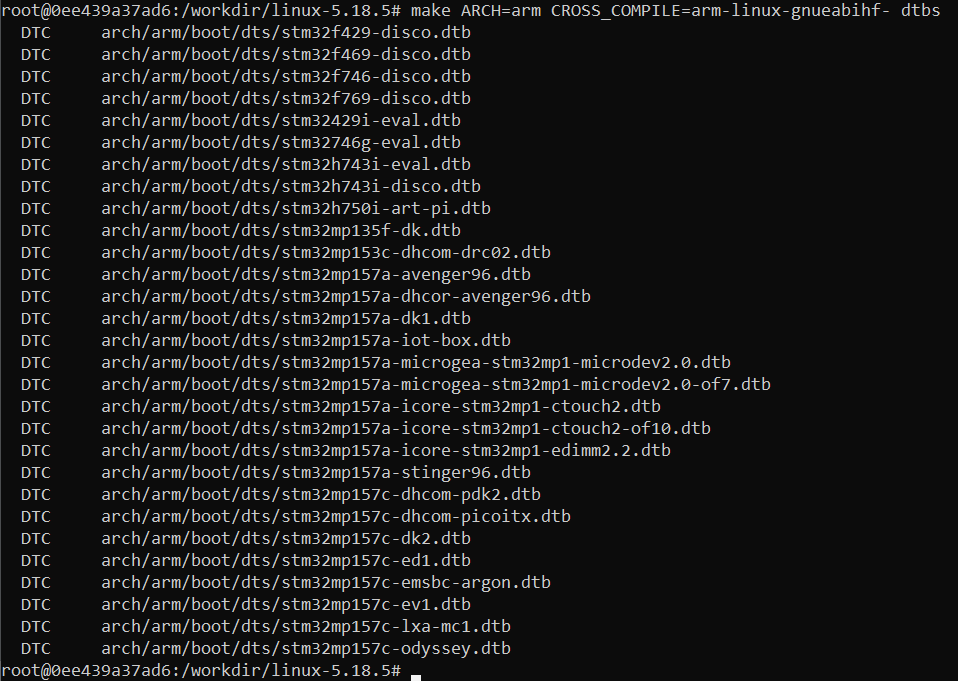 root@0ee439a37ad6:/workdir/linux-5.18.5# make ARCH=arm CROSS_COMPILE=arm-linux-gnueabihf- dtbs
DTC     arch/arm/boot/dts/stm32f429-disco.dtb
DTC     arch/arm/boot/dts/stm32f469-disco.dtb
DTC     arch/arm/boot/dts/stm32f746-disco.dtb
DTC     arch/arm/boot/dts/stm32f769-disco.dtb
DTC     arch/arm/boot/dts/stm32429i-eval.dtb
DTC     arch/arm/boot/dts/stm32746g-eval.dtb
DTC     arch/arm/boot/dts/stm32h743i-eval.dtb
DTC     arch/arm/boot/dts/stm32h743i-disco.dtb
DTC     arch/arm/boot/dts/stm32h750i-art-pi.dtb
DTC     arch/arm/boot/dts/stm32mp135f-dk.dtb
DTC     arch/arm/boot/dts/stm32mp153c-dhcom-drc02.dtb
DTC     arch/arm/boot/dts/stm32mp157a-avenger96.dtb
DTC     arch/arm/boot/dts/stm32mp157a-dhcor-avenger96.dtb
DTC     arch/arm/boot/dts/stm32mp157a-dk1.dtb
DTC     arch/arm/boot/dts/stm32mp157a-iot-box.dtb
DTC     arch/arm/boot/dts/stm32mp157a-microgea-stm32mp1-microdev2.0.dtb
DTC     arch/arm/boot/dts/stm32mp157a-microgea-stm32mp1-microdev2.0-of7.dtb
DTC     arch/arm/boot/dts/stm32mp157a-icore-stm32mp1-ctouch2.dtb
DTC     arch/arm/boot/dts/stm32mp157a-icore-stm32mp1-ctouch2-of10.dtb
DTC     arch/arm/boot/dts/stm32mp157a-icore-stm32mp1-edimm2.2.dtb
DTC     arch/arm/boot/dts/stm32mp157a-stinger96.dtb
DTC     arch/arm/boot/dts/stm32mp157c-dhcom-pdk2.dtb
DTC     arch/arm/boot/dts/stm32mp157c-dhcom-picoitx.dtb
DTC     arch/arm/boot/dts/stm32mp157c-dk2.dtb
DTC     arch/arm/boot/dts/stm32mp157c-ed1.dtb
DTC     arch/arm/boot/dts/stm32mp157c-emsbc-argon.dtb
DTC     arch/arm/boot/dts/stm32mp157c-ev1.dtb
DTC     arch/arm/boot/dts/stm32mp157c-lxa-mc1.dtb
DTC     arch/arm/boot/dts/stm32mp157c-odyssey.dtb
root@0ee439a37ad6:/workdir/linux-5.18.5#